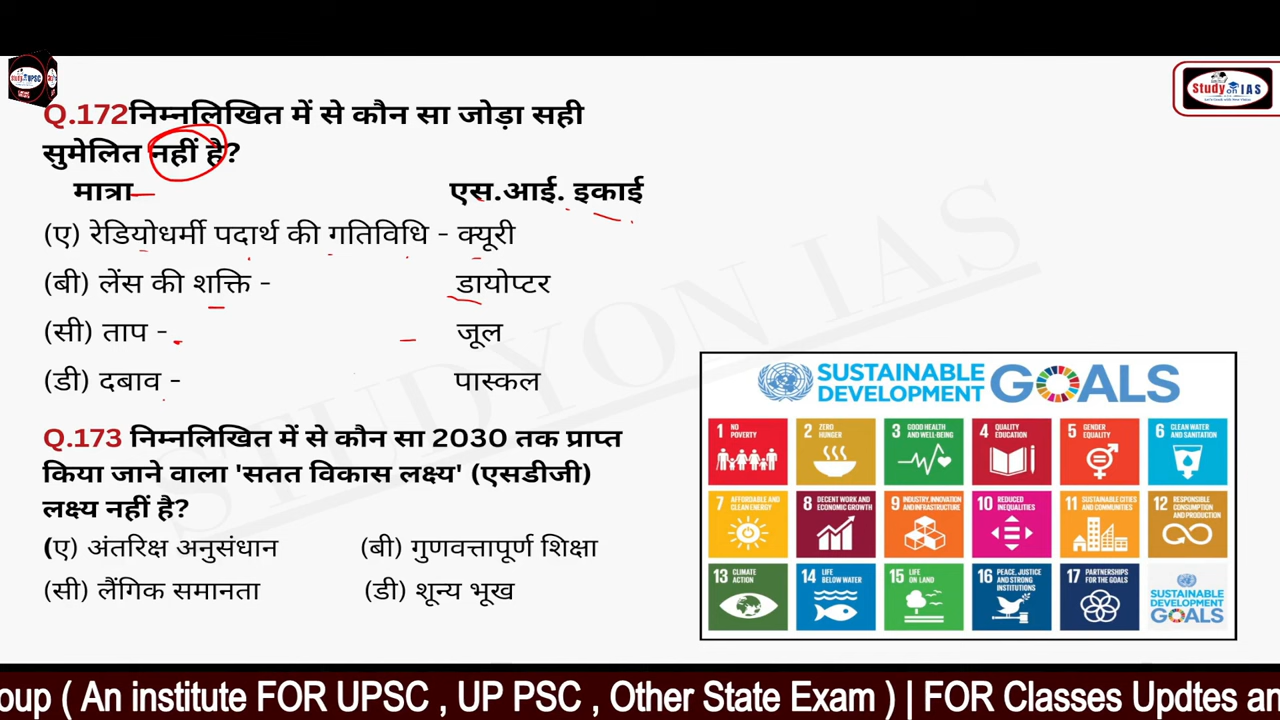 Study on UPSC
Study on IAS
Q.172निम्नलिखित में से कौन सा जोड़ा सही
सुमेलित नहीं है?
मात्रा एस.आई. इकाई
(ए) रेडियोधर्मी पदार्थ की गतिविधि - क्यूरी
(बी) लेंस की शक्ति - डायोप्टर
(सी) ताप - जूल
(डी) दबाव - पास्कल
Q.173 निम्नलिखित में से कौन सा 2030 तक प्राप्त
किया जाने वाला 'सतत विकास लक्ष्य' (एसडीजी)
लक्ष्य नहीं है?
(ए) अंतरिक्ष अनुसंधान (बी) गुणवत्तापूर्ण शिक्षा
(सी) लैंगिक समानता (डी) शून्य भूख
STUDYON IAS
SUSTAINABLE
DEVELOPMENT GOALS
1 NO POVERTY
2 ZERO HUNGER
3 GOOD HEALTH AND WELL-BEING
4 QUALITY EDUCATION
5 GENDER EQUALITY
6 CLEAN WATER AND SANITATION
7 AFFORDABLE AND CLEAN ENERGY
8 DECENT WORK AND ECONOMIC GROWTH
9 INDUSTRY, INNOVATION AND INFRASTRUCTURE
10 REDUCED INEQUALITIES
11 SUSTAINABLE CITIES AND COMMUNITIES
12 RESPONSIBLE CONSUMPTION AND PRODUCTION
13 CLIMATE ACTION
14 LIFE BELOW WATER
15 LIFE ON LAND
16 PEACE, JUSTICE AND STRONG INSTITUTIONS
17 PARTNERSHIPS FOR THE GOALS
SUSTAINABLE
DEVELOPMENT
GOALS
oup ( An institute FOR UPSC , UP PSC , Other State Exam ) | FOR Classes Updtes an